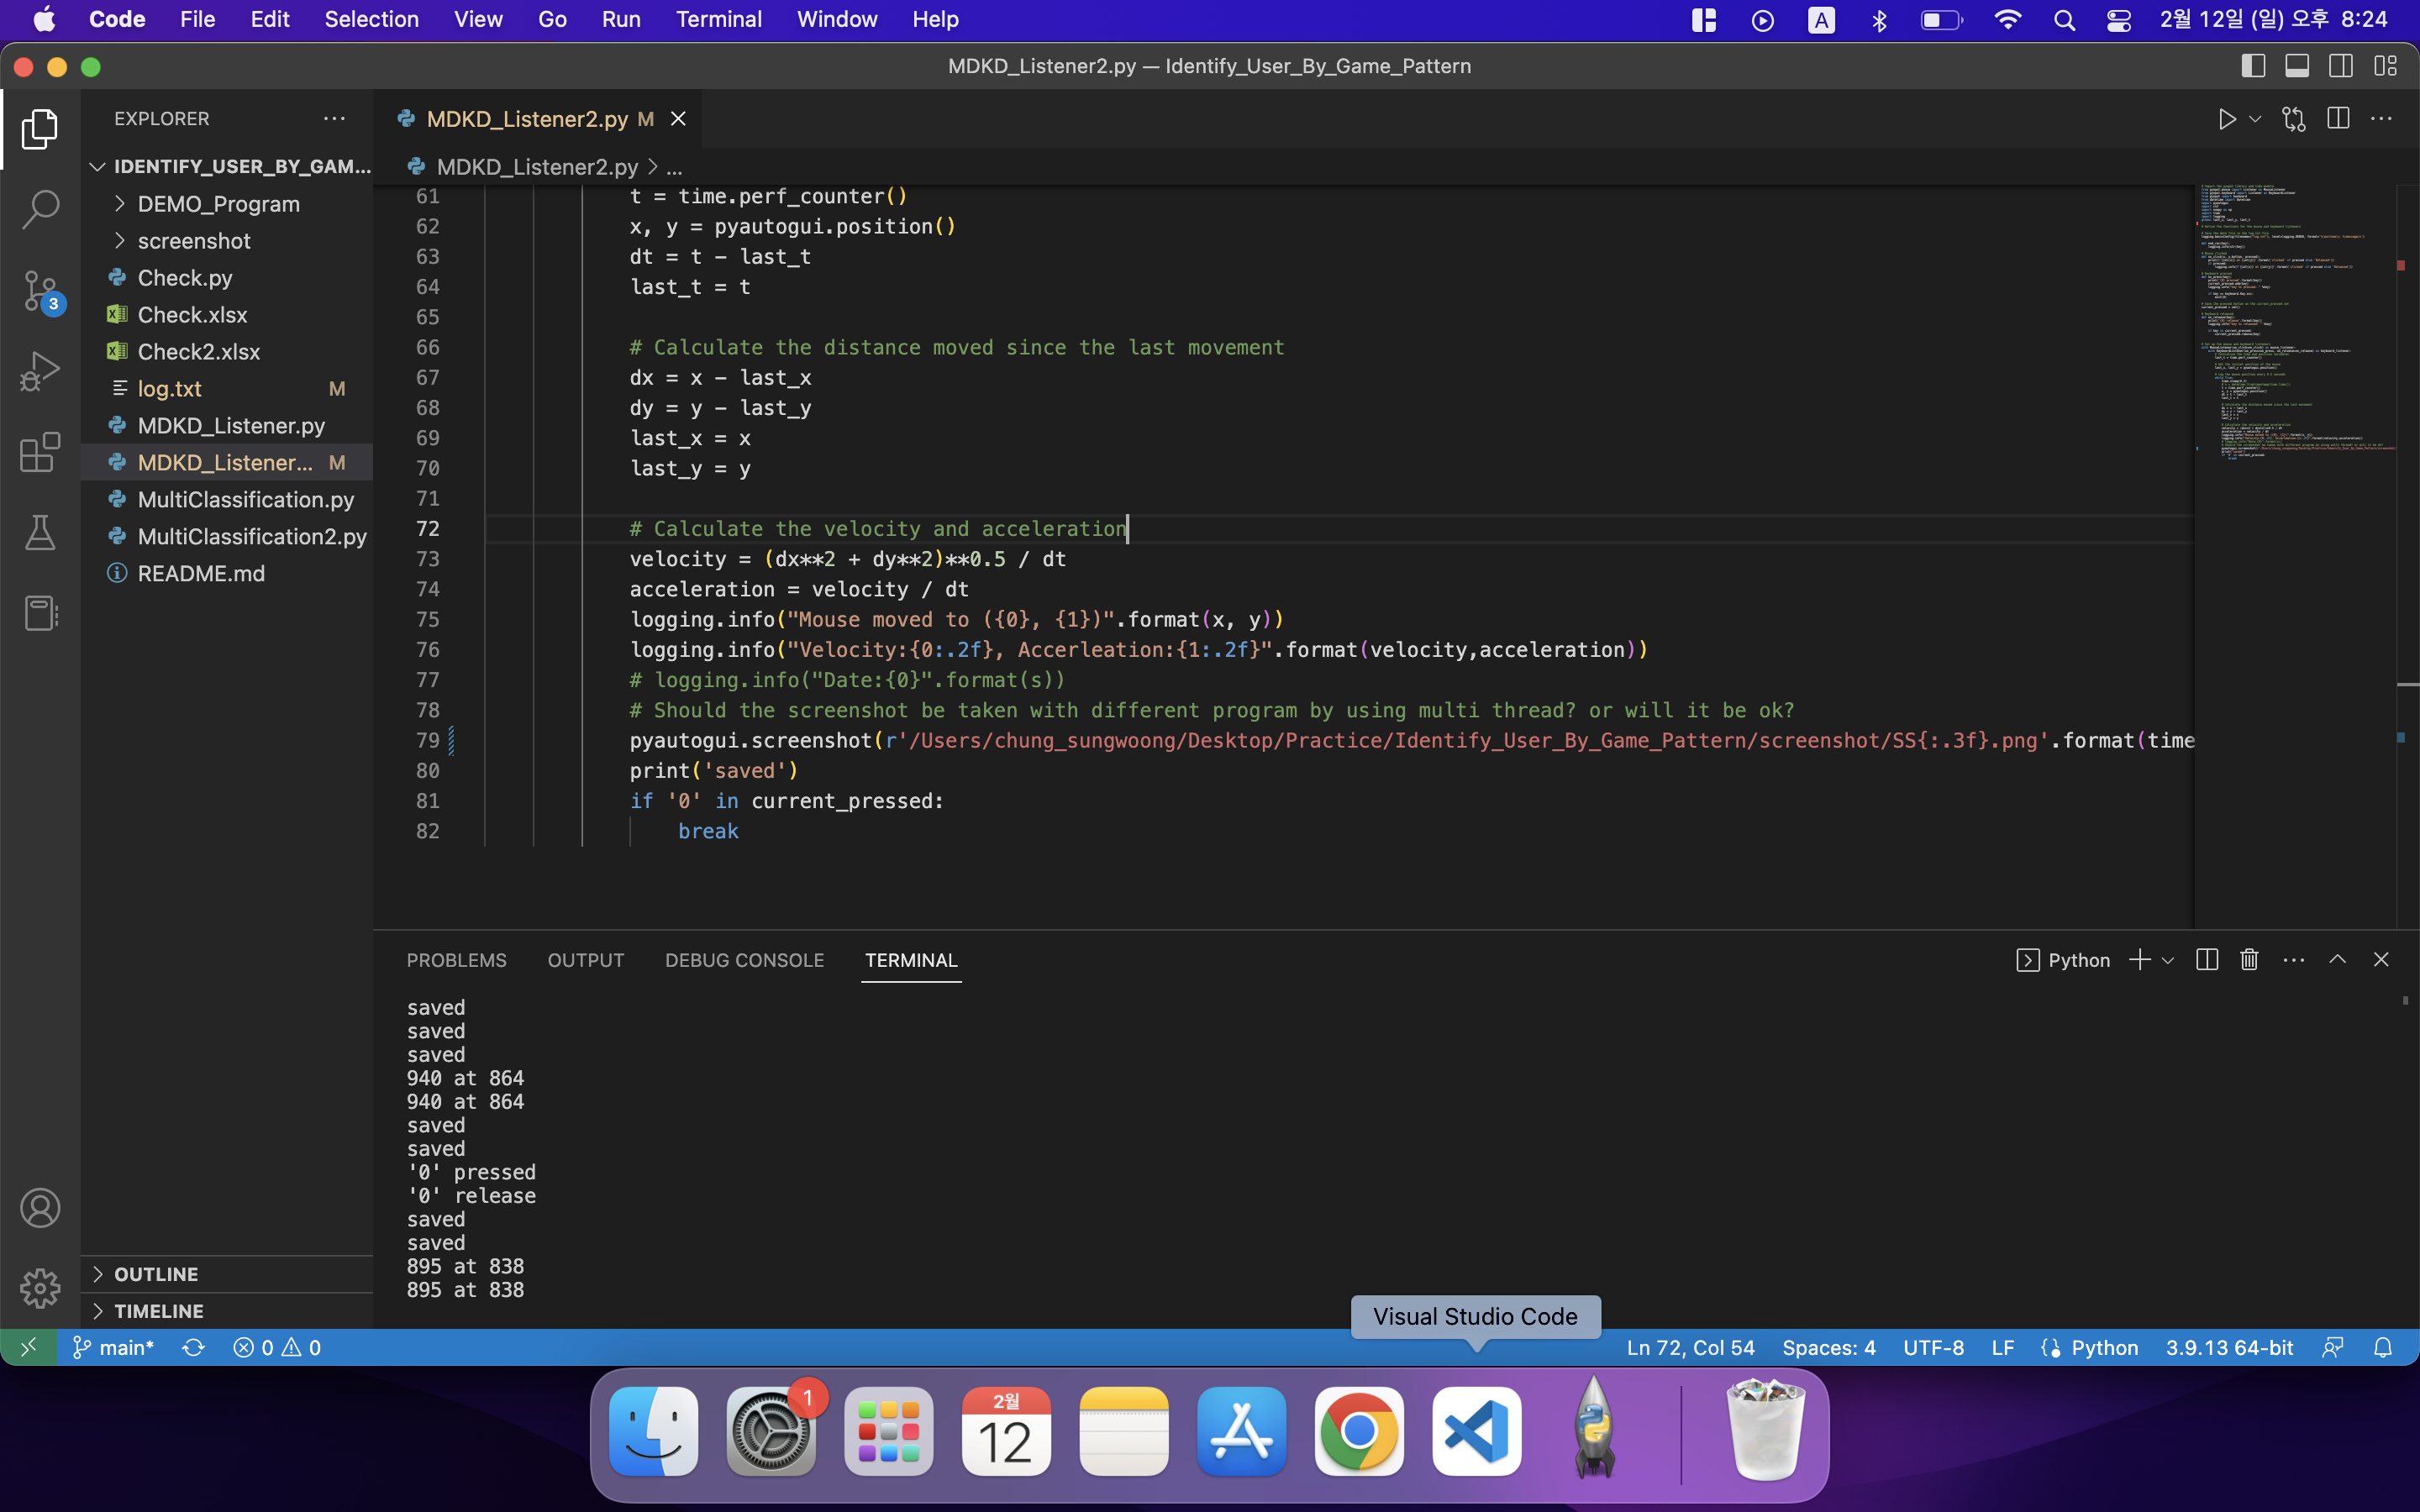 Code File Edit Selection View Go Run Terminal Window Help
A
2월 12일 (일) 오후 8:24
MDKD_Listener2.py — Identify_User_By_Game_Pattern
EXPLORER
IDENTIFY_USER_BY_GAM...
DEMO_Program
screenshot
Check.py
Check.xlsx
Check2.xlsx
log.txt M
MDKD_Listener.py
MDKD_Listener... M
MultiClassification.py
MultiClassification2.py
README.md
3
OUTLINE
TIMELINE
MDKD_Listener2.py M
MDKD_Listener2.py > ...
61 t = time.perf_counter()
62 x, y = pyautogui.position()
63 dt = t - last_t
64 last_t = t
65
66 # Calculate the distance moved since the last movement
67 dx = x - last_x
68 dy = y - last_y
69 last_x = x
70 last_y = y
71
72 # Calculate the velocity and acceleration
73 velocity = (dx**2 + dy**2)**0.5 / dt
74 acceleration = velocity / dt
75 logging.info("Mouse moved to ({0}, {1})".format(x, y))
76 logging.info("Velocity:{0:.2f}, Accerleation:{1:.2f}".format(velocity,acceleration))
77 # logging.info("Date:{0}".format(s))
78 # Should the screenshot be taken with different program by using multi thread? or will it be ok?
79 pyautogui.screenshot(r'/Users/chung_sungwoong/Desktop/Practice/Identify_User_By_Game_Pattern/screenshot/SS{:.3f}.png'.format(time
80 print('saved')
81 if '0' in current_pressed:
82 break
PROBLEMS OUTPUT DEBUG CONSOLE TERMINAL
Python
saved
saved
saved
940 at 864
940 at 864
saved
saved
'0' pressed
'0' release
saved
saved
895 at 838
895 at 838
Visual Studio Code
main* 0 0
Ln 72, Col 54 Spaces: 4 UTF-8 LF Python 3.9.13 64-bit
1
2월
12